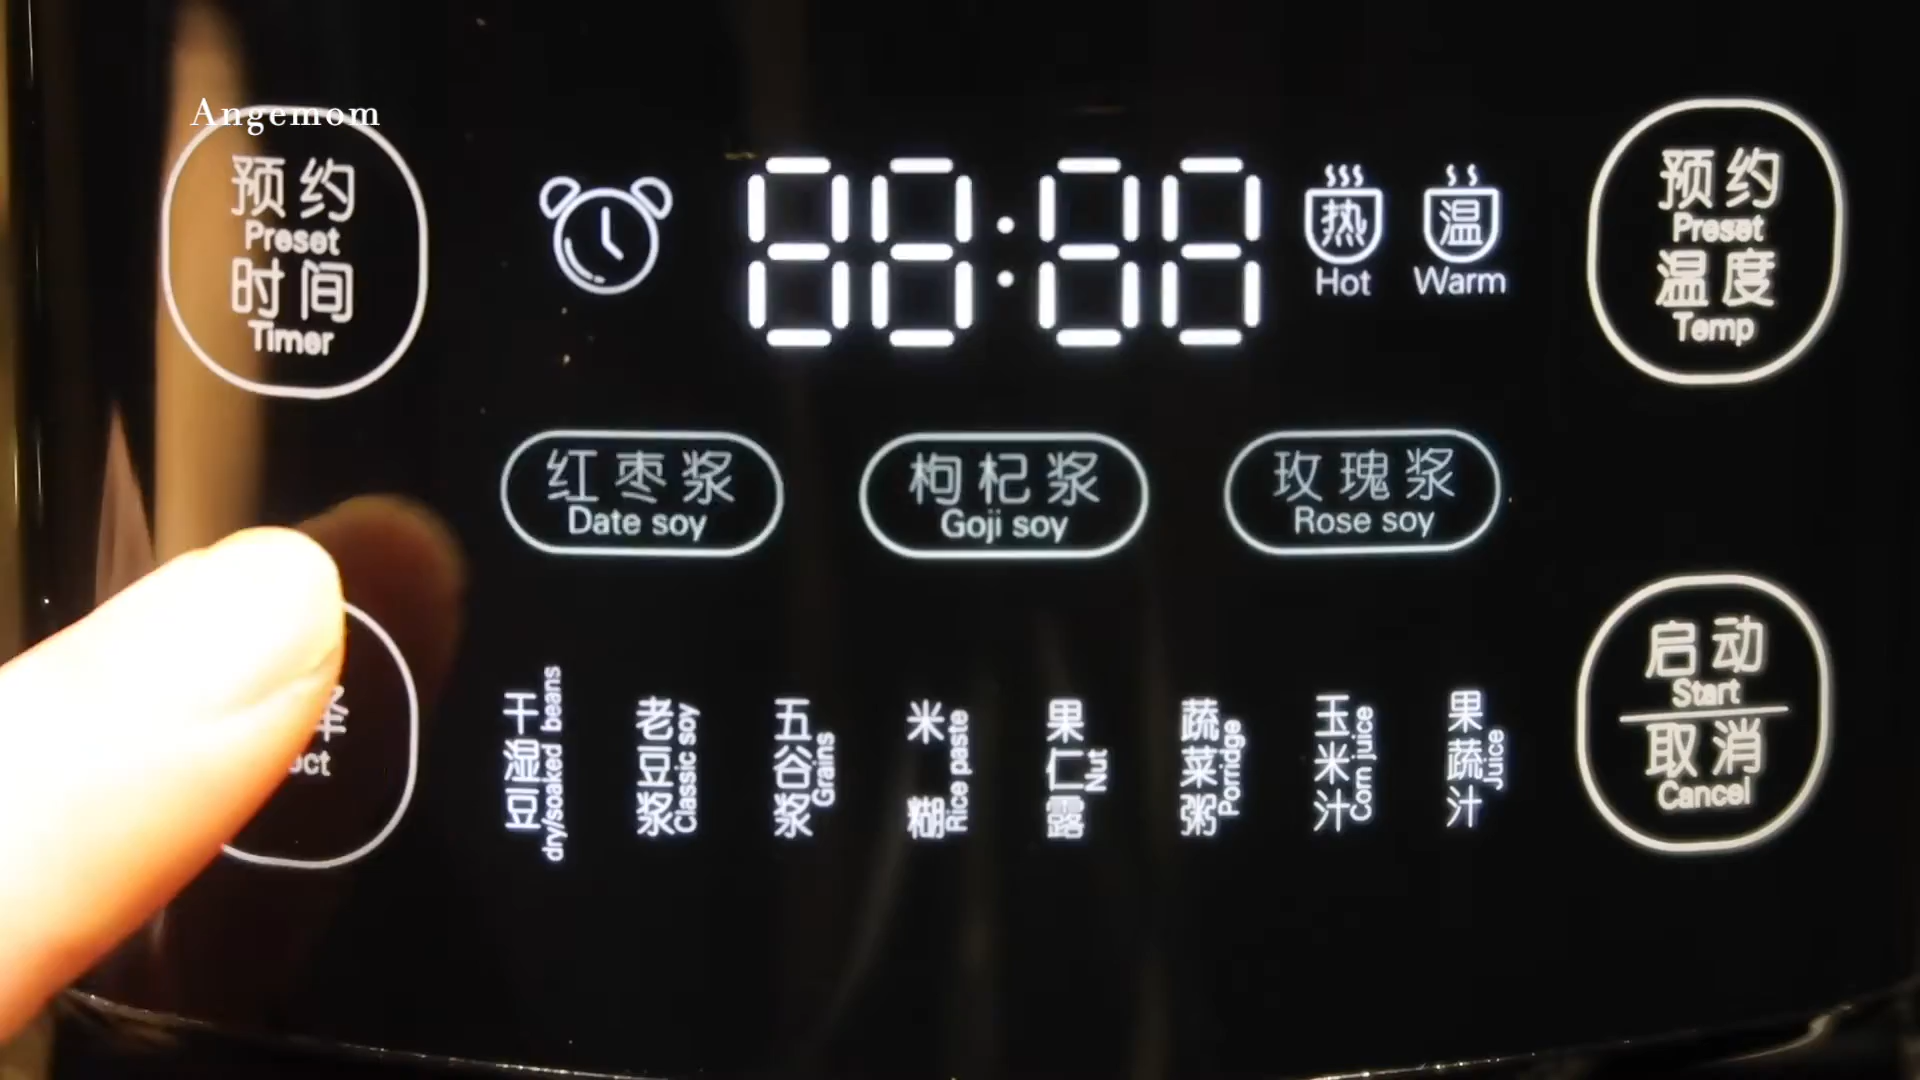 Angemom
预约
Preset
时间
Timer
88:88
热
Hot
温
Warm
预约
Preset
温度
Temp
红枣浆
Date soy
枸杞浆
Goji soy
玫瑰浆
Rose soy
干湿豆
dry/soaked beans
老豆浆
Classic soy
五谷浆
Grains
米糊
Rice paste
果仁露
Nut
蔬菜粥
Porridge
玉米汁
Corn juice
果蔬汁
Juice
启动
Start
取消
Cancel